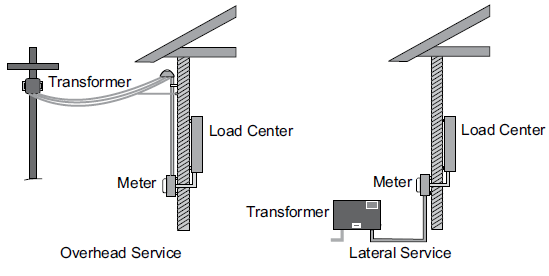 Transformer
Load Center
Meter
Overhead Service
Load Center
Meter
Transformer
Lateral Service